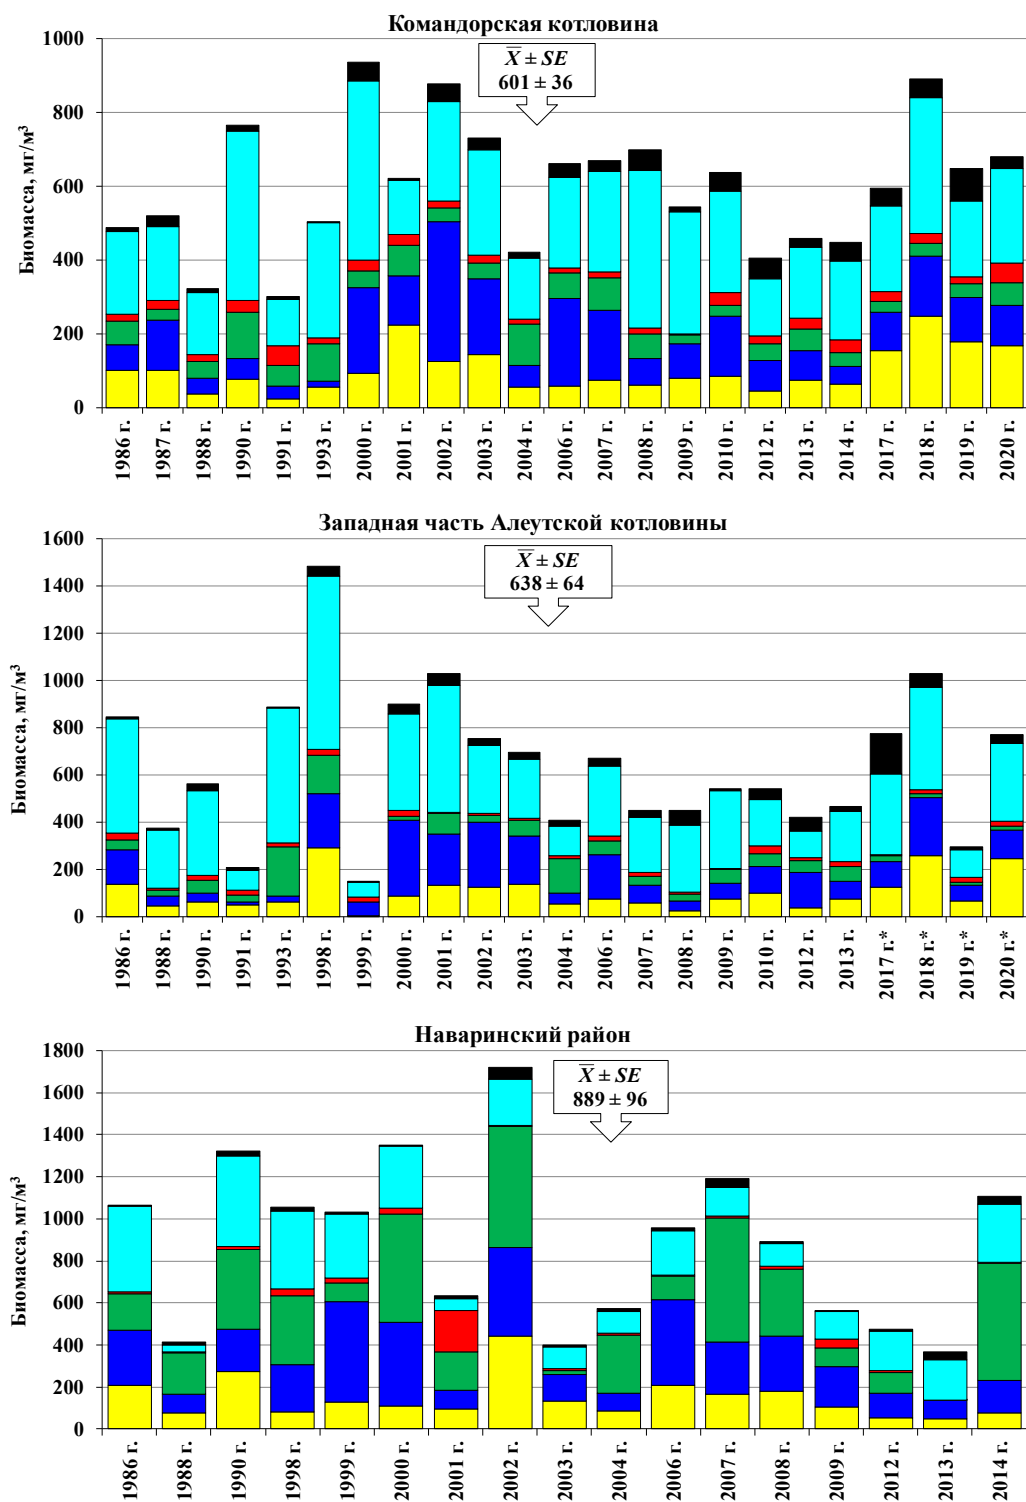 Командорская котловина
Биомасса, мг/м³
1000
800
600
400
200
0
X̅ ± SE
601 ± 36
1986 г. 1987 г. 1988 г. 1990 г. 1991 г. 1993 г. 2000 г. 2001 г. 2002 г. 2003 г. 2004 г. 2006 г. 2007 г. 2008 г. 2009 г. 2010 г. 2012 г. 2013 г. 2014 г. 2017 г. 2018 г. 2019 г. 2020 г.
Западная часть Алеутской котловины
Биомасса, мг/м³
1600
1400
1200
1000
800
600
400
200
0
X̅ ± SE
638 ± 64
1986 г. 1988 г. 1990 г. 1991 г. 1993 г. 1998 г. 1999 г. 2000 г. 2001 г. 2002 г. 2003 г. 2004 г. 2006 г. 2007 г. 2008 г. 2009 г. 2010 г. 2012 г. 2013 г. 2017 г.* 2018 г.* 2019 г.* 2020 г.*
Наваринский район
Биомасса, мг/м³
1800
1600
1400
1200
1000
800
600
400
200
0
X̅ ± SE
889 ± 96
1986 г. 1988 г. 1990 г. 1998 г. 1999 г. 2000 г. 2001 г. 2002 г. 2003 г. 2004 г. 2006 г. 2007 г. 2008 г. 2009 г. 2012 г. 2013 г. 2014 г.